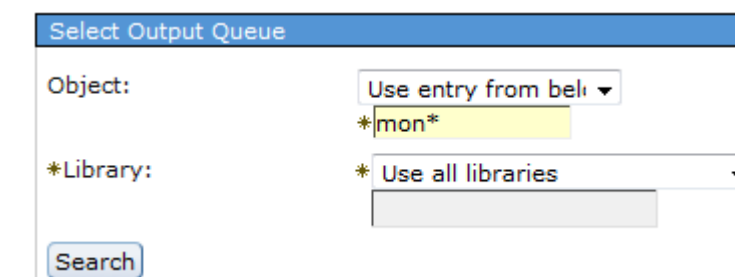 Select Output Queue
Object:
Use entry from bel
*mon*
*Library:
* Use all libraries
Search